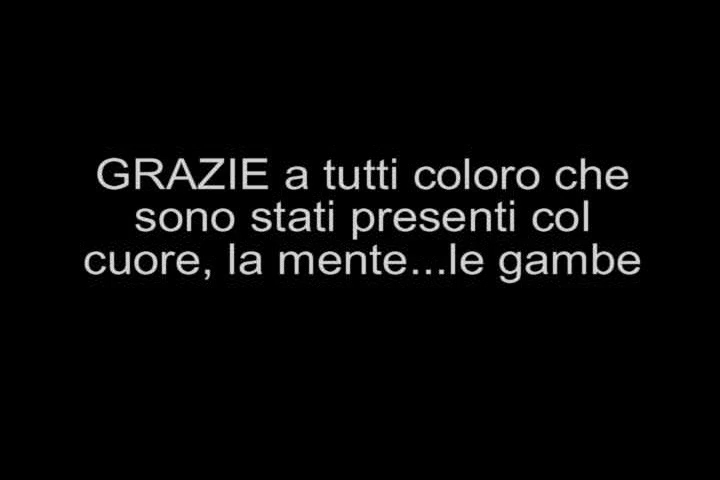 GRAZIE a tutti coloro che
sono stati presenti col
cuore, la mente...le gambe